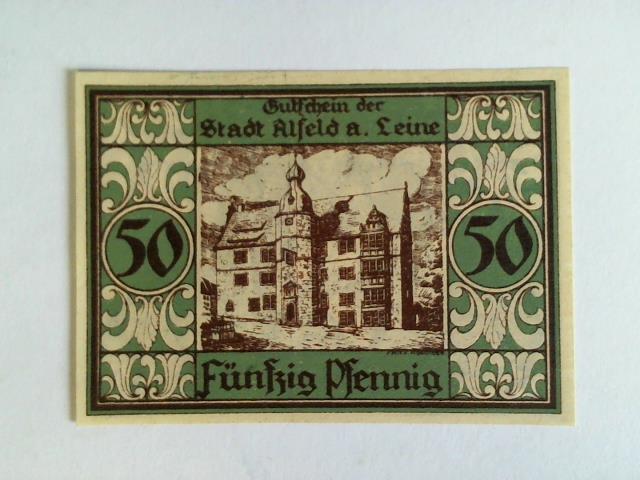 Gutschein der
Stadt Alfeld a. Leine
50
50
Fünfzig Pfennig